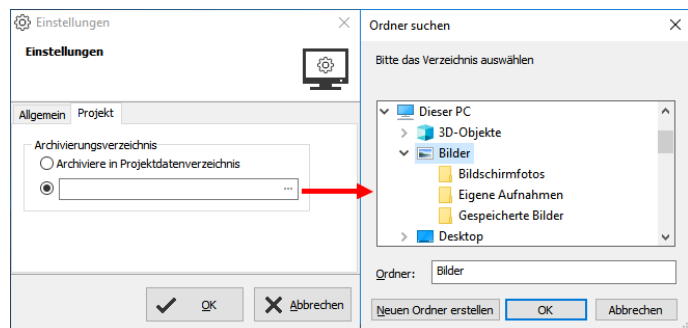 Einstellungen
Einstellungen
Allgemein Projekt
Archivierungsverzeichnis
Archiviere in Projektdatenverzeichnis
...
OK Abbrechen
Ordner suchen
Bitte das Verzeichnis auswählen
Dieser PC
3D-Objekte
Bilder
Bildschirmfotos
Eigene Aufnahmen
Gespeicherte Bilder
Desktop
Ordner: Bilder
Neuen Ordner erstellen OK Abbrechen